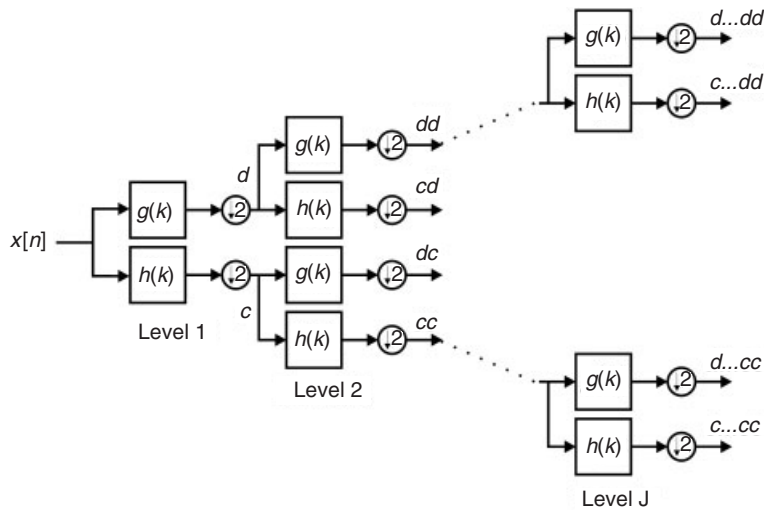 g(k) ↓2 d...dd
h(k) ↓2 c...dd
g(k) ↓2 dd
d
h(k) ↓2 cd
g(k) ↓2
x[n]
h(k) ↓2
g(k) ↓2 dc
c
Level 1
h(k) ↓2 cc
Level 2
g(k) ↓2 d...cc
h(k) ↓2 c...cc
Level J